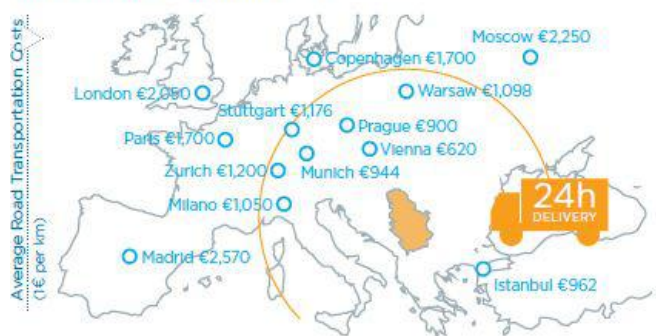 Average Road Transportation Costs
(1€ per km)
Moscow €2,250
Copenhagen €1,700
London €2,050
Warsaw €1,098
Stuttgart €1,176
Prague €900
Paris €1,700
Vienna €620
Zurich €1,200
Munich €944
24h
DELIVERY
Milano €1,050
Madrid €2,570
Istanbul €962